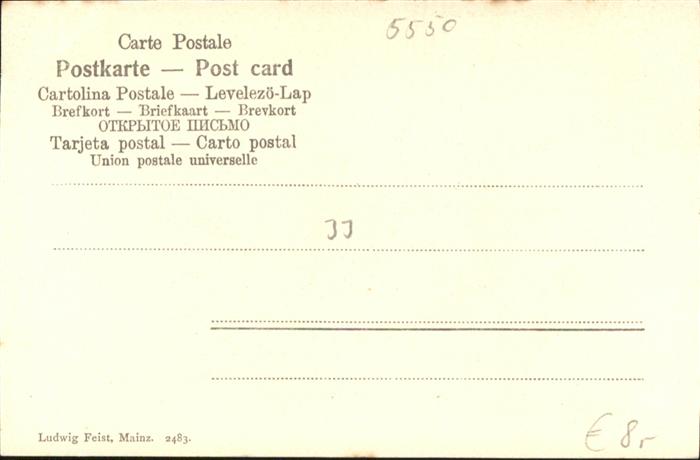 5550
Carte Postale
Postkarte — Post card
Cartolina Postale — Levelező-Lap
Brefkort — Briefkaart — Brevkort
ОТКРЫТОЕ ПИСЬМО
Tarjeta postal — Carto postal
Union postale universelle
JJ
Ludwig Feist, Mainz. 2483.
€ 8,-